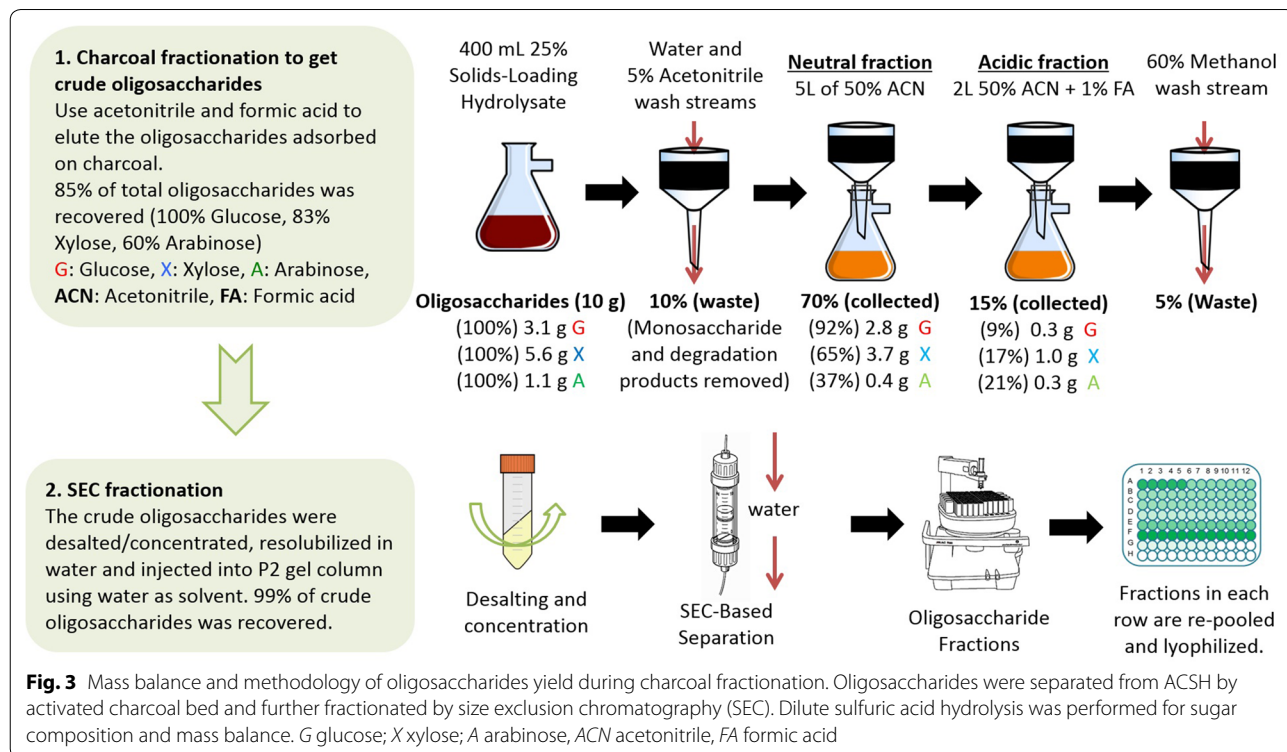 1. Charcoal fractionation to get
crude oligosaccharides
Use acetonitrile and formic acid to
elute the oligosaccharides adsorbed
on charcoal.
85% of total oligosaccharides was
recovered (100% Glucose, 83%
Xylose, 60% Arabinose)
G: Glucose, X: Xylose, A: Arabinose,
ACN: Acetonitrile, FA: Formic acid
400 mL 25%
Solids-Loading
Hydrolysate
Water and
5% Acetonitrile
wash streams
Neutral fraction
5L of 50% ACN
Acidic fraction
2L 50% ACN + 1% FA
60% Methanol
wash stream
Oligosaccharides (10 g)
(100%) 3.1 g G
(100%) 5.6 g X
(100%) 1.1 g A
10% (waste)
(Monosaccharide
and degradation
products removed)
70% (collected)
(92%) 2.8 g G
(65%) 3.7 g X
(37%) 0.4 g A
15% (collected)
(9%) 0.3 g G
(17%) 1.0 g X
(21%) 0.3 g A
5% (Waste)
2. SEC fractionation
The crude oligosaccharides were
desalted/concentrated, resolubilized in
water and injected into P2 gel column
using water as solvent. 99% of crude
oligosaccharides was recovered.
Desalting and
concentration
water
SEC-Based
Separation
Oligosaccharide
Fractions
1 2 3 4 5 6 7 8 9 10 11 12
A
B
C
D
E
F
G
H
Fractions in each
row are re-pooled
and lyophilized.
Fig. 3 Mass balance and methodology of oligosaccharides yield during charcoal fractionation. Oligosaccharides were separated from ACSH by
activated charcoal bed and further fractionated by size exclusion chromatography (SEC). Dilute sulfuric acid hydrolysis was performed for sugar
composition and mass balance. G glucose; X xylose; A arabinose, ACN acetonitrile, FA formic acid